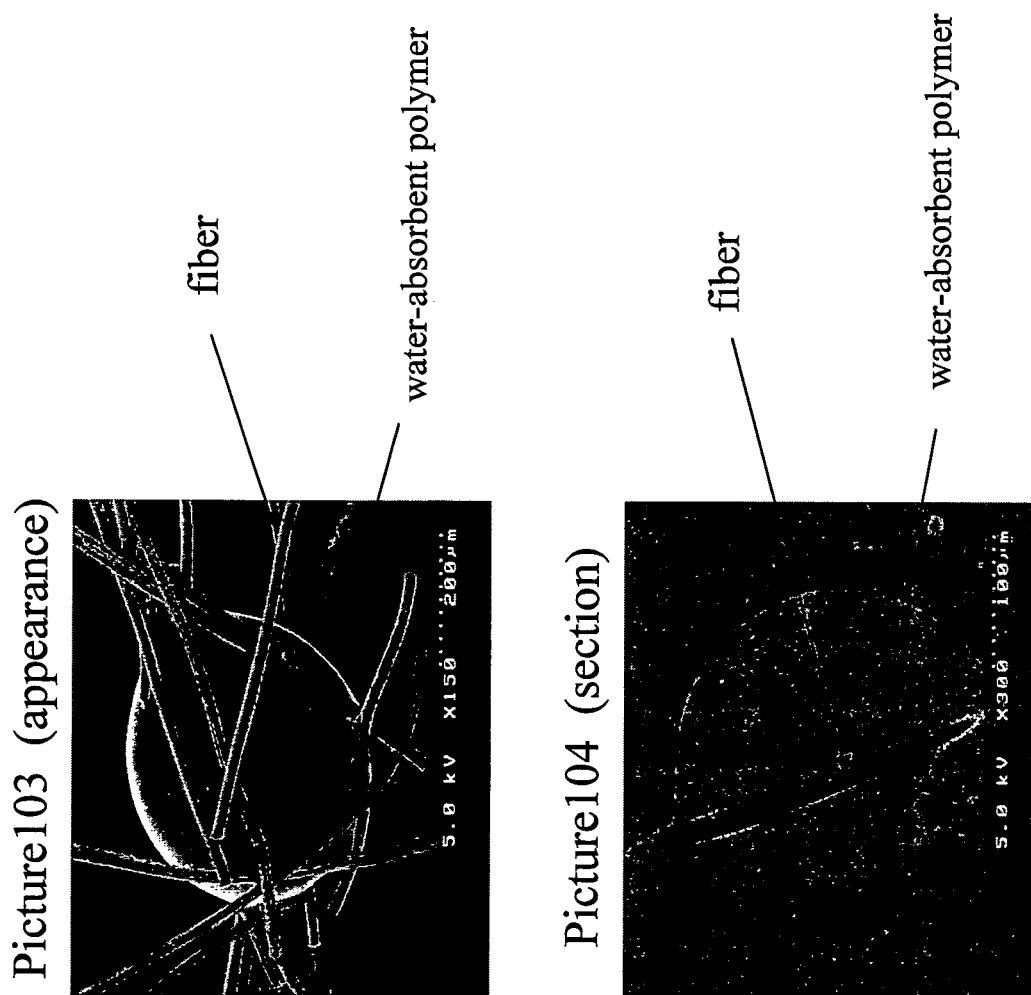 Picture103 (appearance)
fiber
water-absorbent polymer
5.0 kV X150 200µm
Picture104 (section)
fiber
water-absorbent polymer
5.0 kV X300 100µm